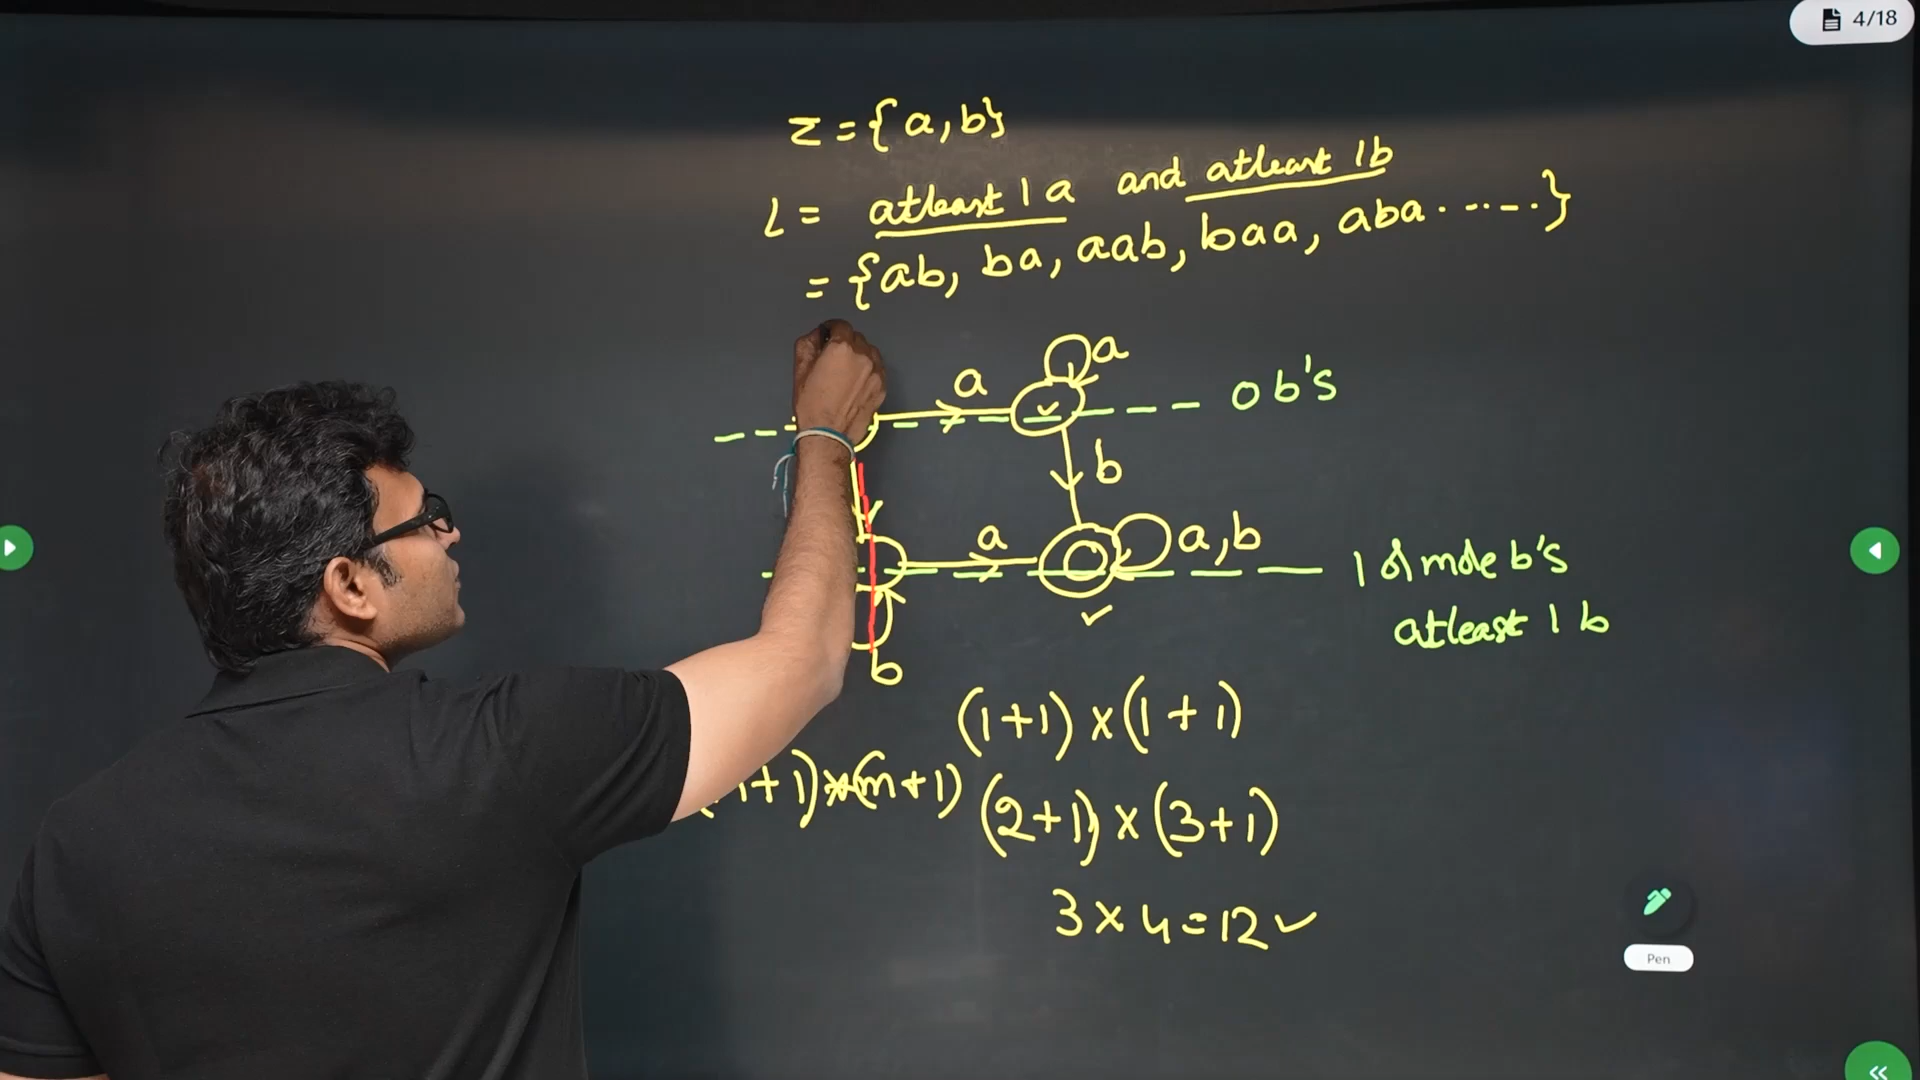 4/18
Σ = {a, b}
L = atleast 1 a and atleast 1b
= {ab, ba, aab, baa, aba ......}
a
a
0 b's
b
a
a,b
1 or more b's
atleast 1 b
b
(1+1) × (1+1)
+1) × (m+1)
(2+1) × (3+1)
3 × 4 = 12 ✓
Pen